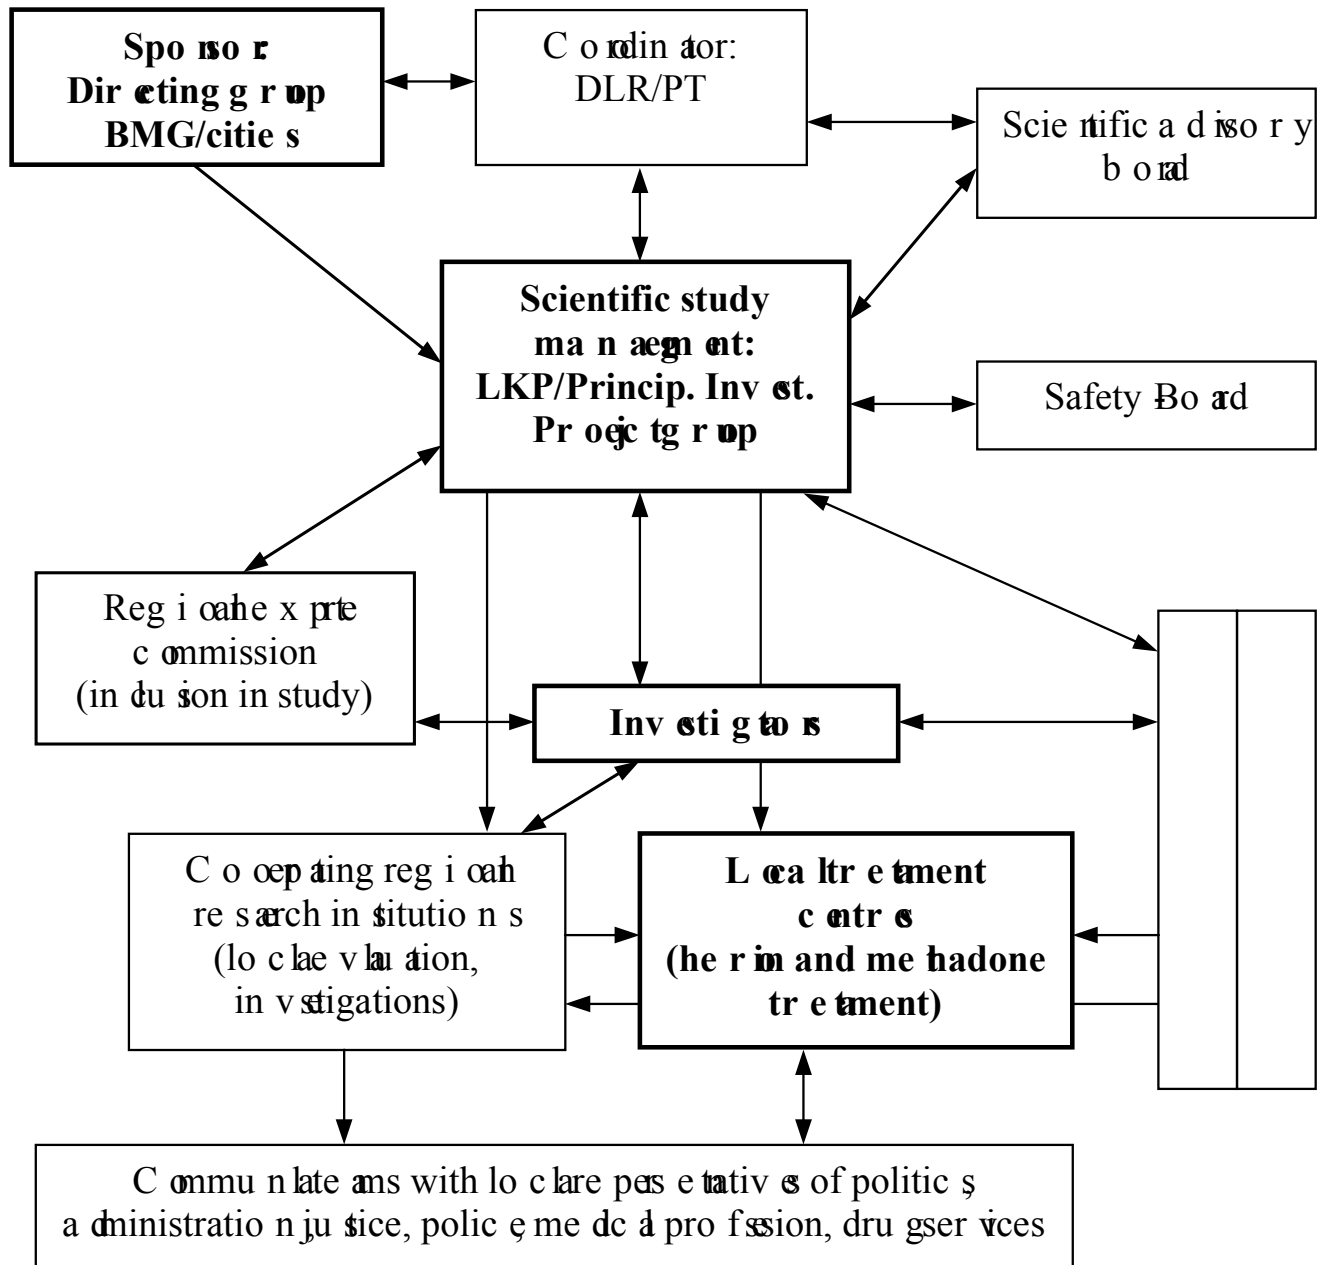 Sponsor:
Directing group
BMG/cities
Coordinator:
DLR/PT
Scientific advisory
board
Scientific study
management:
LKP/Princip. Invest.
Project group
Safety-Board
Regional expert
commission
(inclusion in study)
Investigators
Cooperating regional
research institutions
(local evaluation,
investigations)
Local treatment
centres
(heroin and methadone
treatment)
Communal teams with local representatives of politics,
administration, justice, police, medical profession, drug services